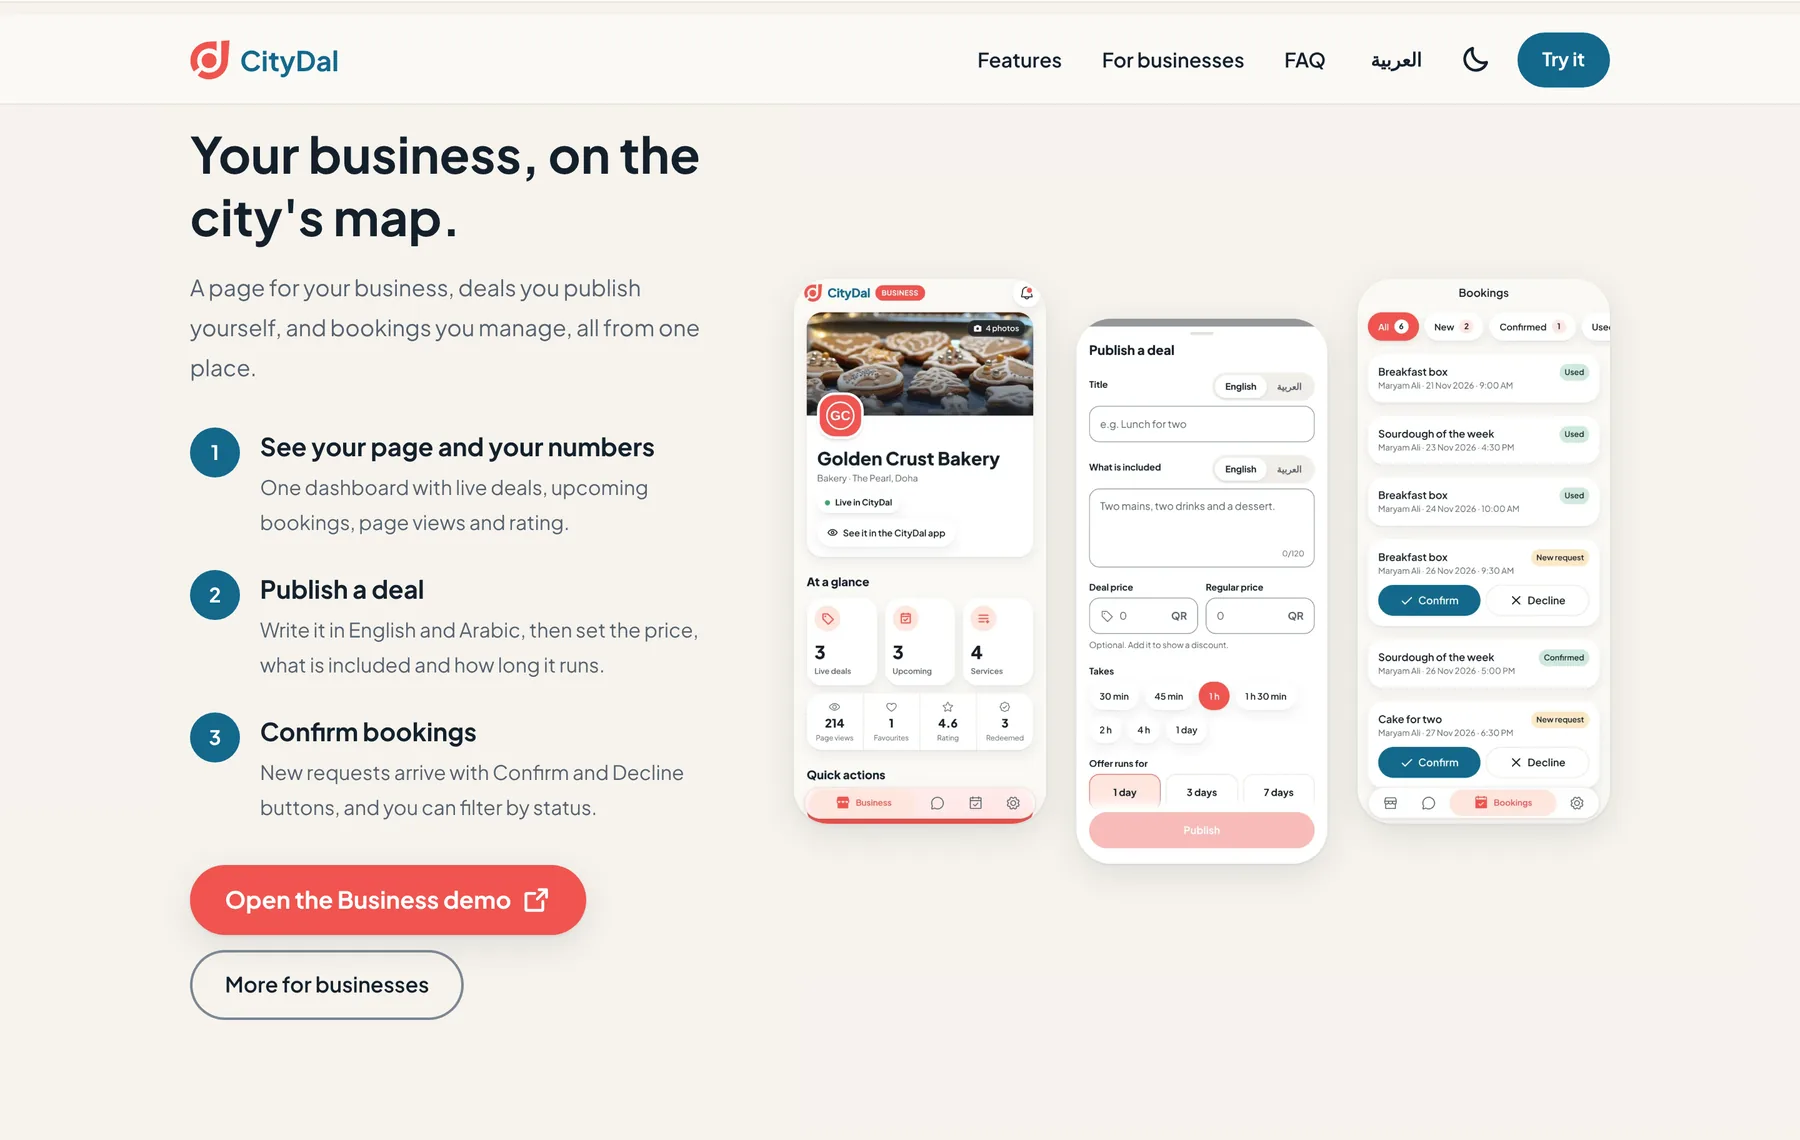 CityDal
Features
For businesses
FAQ
العربية
Try it
Your business, on the
city's map.
A page for your business, deals you publish
yourself, and bookings you manage, all from one
place.
1
See your page and your numbers
One dashboard with live deals, upcoming
bookings, page views and rating.
2
Publish a deal
Write it in English and Arabic, then set the price,
what is included and how long it runs.
3
Confirm bookings
New requests arrive with Confirm and Decline
buttons, and you can filter by status.
Open the Business demo
More for businesses
CityDal BUSINESS
4 photos
GC
Golden Crust Bakery
Bakery · The Pearl, Doha
Live in CityDal
See it in the CityDal app
At a glance
3
Live deals
3
Upcoming
4
Services
214
Page views
1
Favourites
4.6
Rating
3
Redeemed
Quick actions
Business
Publish a deal
Title
English العربية
e.g. Lunch for two
What is included
English العربية
Two mains, two drinks and a dessert.
0/120
Deal price
Regular price
0 QR
0 QR
Optional. Add it to show a discount.
Takes
30 min 45 min 1 h 1 h 30 min
2 h 4 h 1 day
Offer runs for
1 day 3 days 7 days
Publish
Bookings
All 6 New 2 Confirmed 1 Used
Breakfast box Used
Maryam Ali · 21 Nov 2026 · 9:00 AM
Sourdough of the week Used
Maryam Ali · 23 Nov 2026 · 4:30 PM
Breakfast box Used
Maryam Ali · 24 Nov 2026 · 10:00 AM
Breakfast box New request
Maryam Ali · 26 Nov 2026 · 9:30 AM
Confirm Decline
Sourdough of the week Confirmed
Maryam Ali · 26 Nov 2026 · 5:00 PM
Cake for two New request
Maryam Ali · 27 Nov 2026 · 6:30 PM
Confirm Decline
Bookings